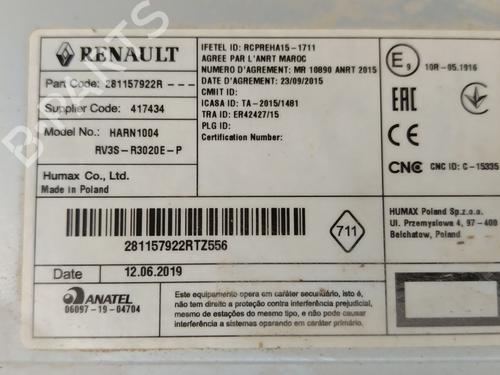 RENAULT
Part Code: 281157922R - - -
Supplier Code: 417434
Model No.: HARN1004
RV3S-R3020E-P
Humax Co., Ltd.
Made in Poland
IFETEL ID: RCPREHA15-1711
AGREE PAR L'ANRT MAROC
NUMERO D'AGREMENT: MR 10890 ANRT 2015
DATE D'AGREMENT: 23/09/2015
CMIIT ID:
ICASA ID: TA-2015/1481
TRA ID: ER42427/15
PLG ID:
Certification Number:
E9 10R-05.1916
EAC
CE
CNC CNC ID: C-15335
281157922RTZ556
711
HUMAX Poland Sp.z.o.o.
Ul. Przemyslowa 4, 97-400
Belchatow, Poland
Date 12.06.2019
ANATEL
06097-19-04704
Este equipamento opera em caráter secundário, isto é,
não tem direito a proteção contra interferência prejudicial,
mesmo de estações do mesmo tipo, e não pode causar
interferência a sistemas operando em caráter primário.